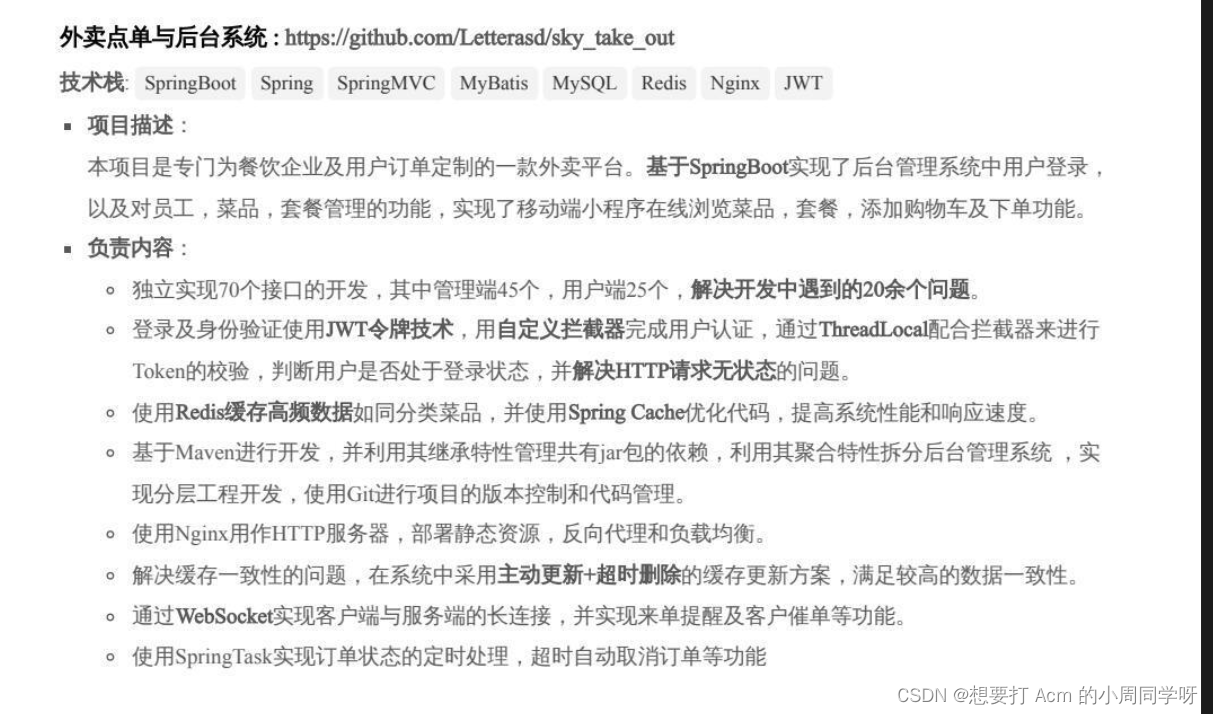 外卖点单与后台系统 : https://github.com/Letterasd/sky_take_out
技术栈: SpringBoot Spring SpringMVC MyBatis MySQL Redis Nginx JWT
▪ 项目描述：
本项目是专门为餐饮企业及用户订单定制的一款外卖平台。基于SpringBoot实现了后台管理系统中用户登录，
以及对员工，菜品，套餐管理的功能，实现了移动端小程序在线浏览菜品，套餐，添加购物车及下单功能。
▪ 负责内容：
◦ 独立实现70个接口的开发，其中管理端45个，用户端25个，解决开发中遇到的20余个问题。
◦ 登录及身份验证使用JWT令牌技术，用自定义拦截器完成用户认证，通过ThreadLocal配合拦截器来进行
Token的校验，判断用户是否处于登录状态，并解决HTTP请求无状态的问题。
◦ 使用Redis缓存高频数据如同分类菜品，并使用Spring Cache优化代码，提高系统性能和响应速度。
◦ 基于Maven进行开发，并利用其继承特性管理共有jar包的依赖，利用其聚合特性拆分后台管理系统 ，实
现分层工程开发，使用Git进行项目的版本控制和代码管理。
◦ 使用Nginx用作HTTP服务器，部署静态资源，反向代理和负载均衡。
◦ 解决缓存一致性的问题，在系统中采用主动更新+超时删除的缓存更新方案，满足较高的数据一致性。
◦ 通过WebSocket实现客户端与服务端的长连接，并实现来单提醒及客户催单等功能。
◦ 使用SpringTask实现订单状态的定时处理，超时自动取消订单等功能
CSDN @想要打 Acm 的小周同学呀